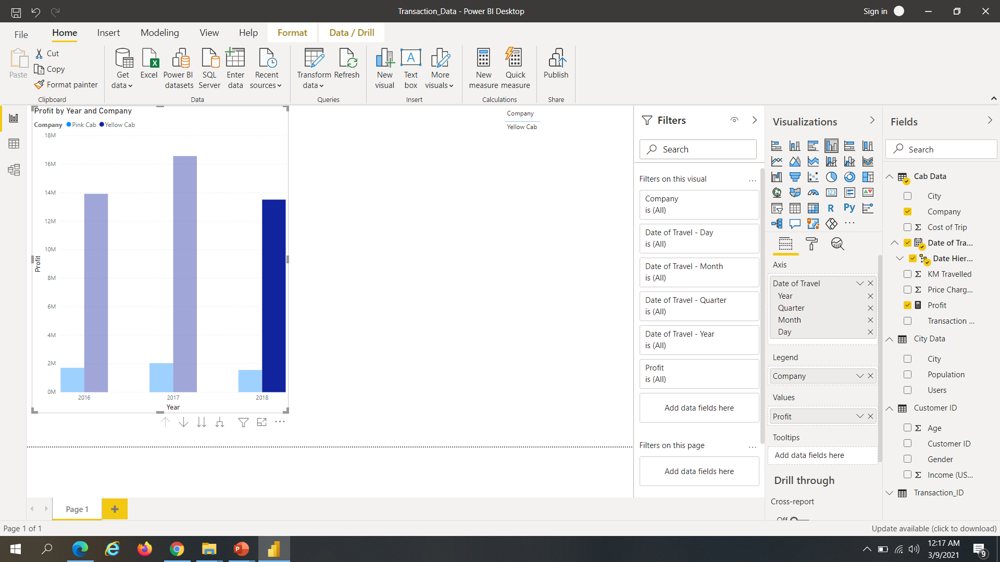 Transaction_Data - Power BI Desktop
Sign in
File
Home
Insert
Modeling
View
Help
Format
Data / Drill
Paste
Cut
Copy
Format painter
Clipboard
Get
data
Excel
Power BI
datasets
SQL
Server
Enter
data
Recent
sources
Data
Transform
data
Refresh
Queries
New
visual
Text
box
More
visuals
Insert
New
measure
Quick
measure
Calculations
Publish
Share
Profit by Year and Company
Company Pink Cab Yellow Cab
18M
16M
14M
12M
10M
8M
6M
4M
2M
0M
Profit
2016
2017
2018
Year
Company
Yellow Cab
Filters
Search
Filters on this visual
...
Company
is (All)
Date of Travel - Day
is (All)
Date of Travel - Month
is (All)
Date of Travel - Quarter
is (All)
Date of Travel - Year
is (All)
Profit
is (All)
Add data fields here
Filters on this page
...
Add data fields here
Visualizations
123
R
Py
...
Axis
Date of Travel
Year
Quarter
Month
Day
Legend
Company
Values
Profit
Tooltips
Add data fields here
Drill through
Cross-report
Off
Fields
Search
Cab Data
City
Company
Σ Cost of Trip
Date of Tra...
Date Hier...
Σ KM Travelled
Σ Price Charg...
Profit
Transaction ...
City Data
City
Population
Users
Customer ID
Σ Age
Customer ID
Gender
Σ Income (US...
Transaction_ID
Page 1
Page 1 of 1
Update available (click to download)
12:17 AM
3/9/2021
9